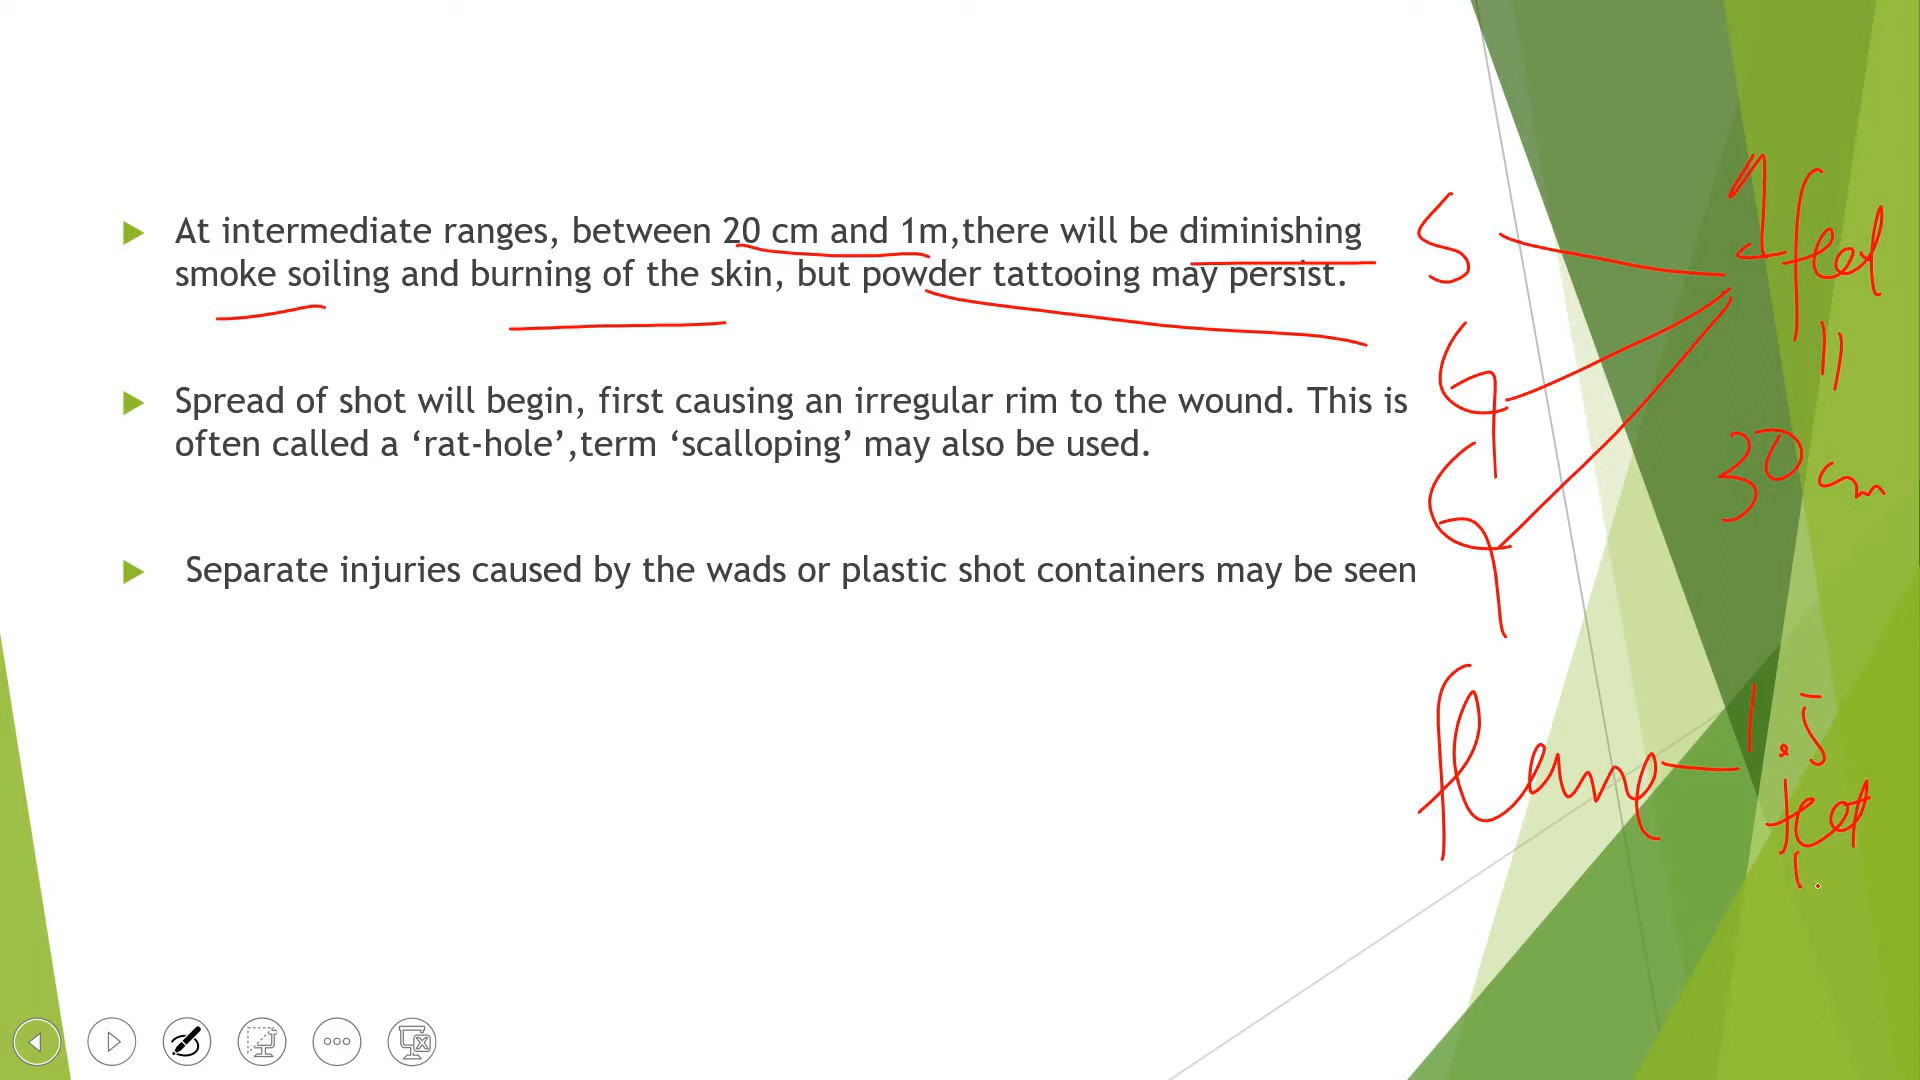 At intermediate ranges, between 20 cm and 1m,there will be diminishing
smoke soiling and burning of the skin, but powder tattooing may persist.
Spread of shot will begin, first causing an irregular rim to the wound. This is
often called a ‘rat-hole’,term ‘scalloping’ may also be used.
Separate injuries caused by the wads or plastic shot containers may be seen
S
G
G
1 feet
=
30 cm
flame - 1.5
feet